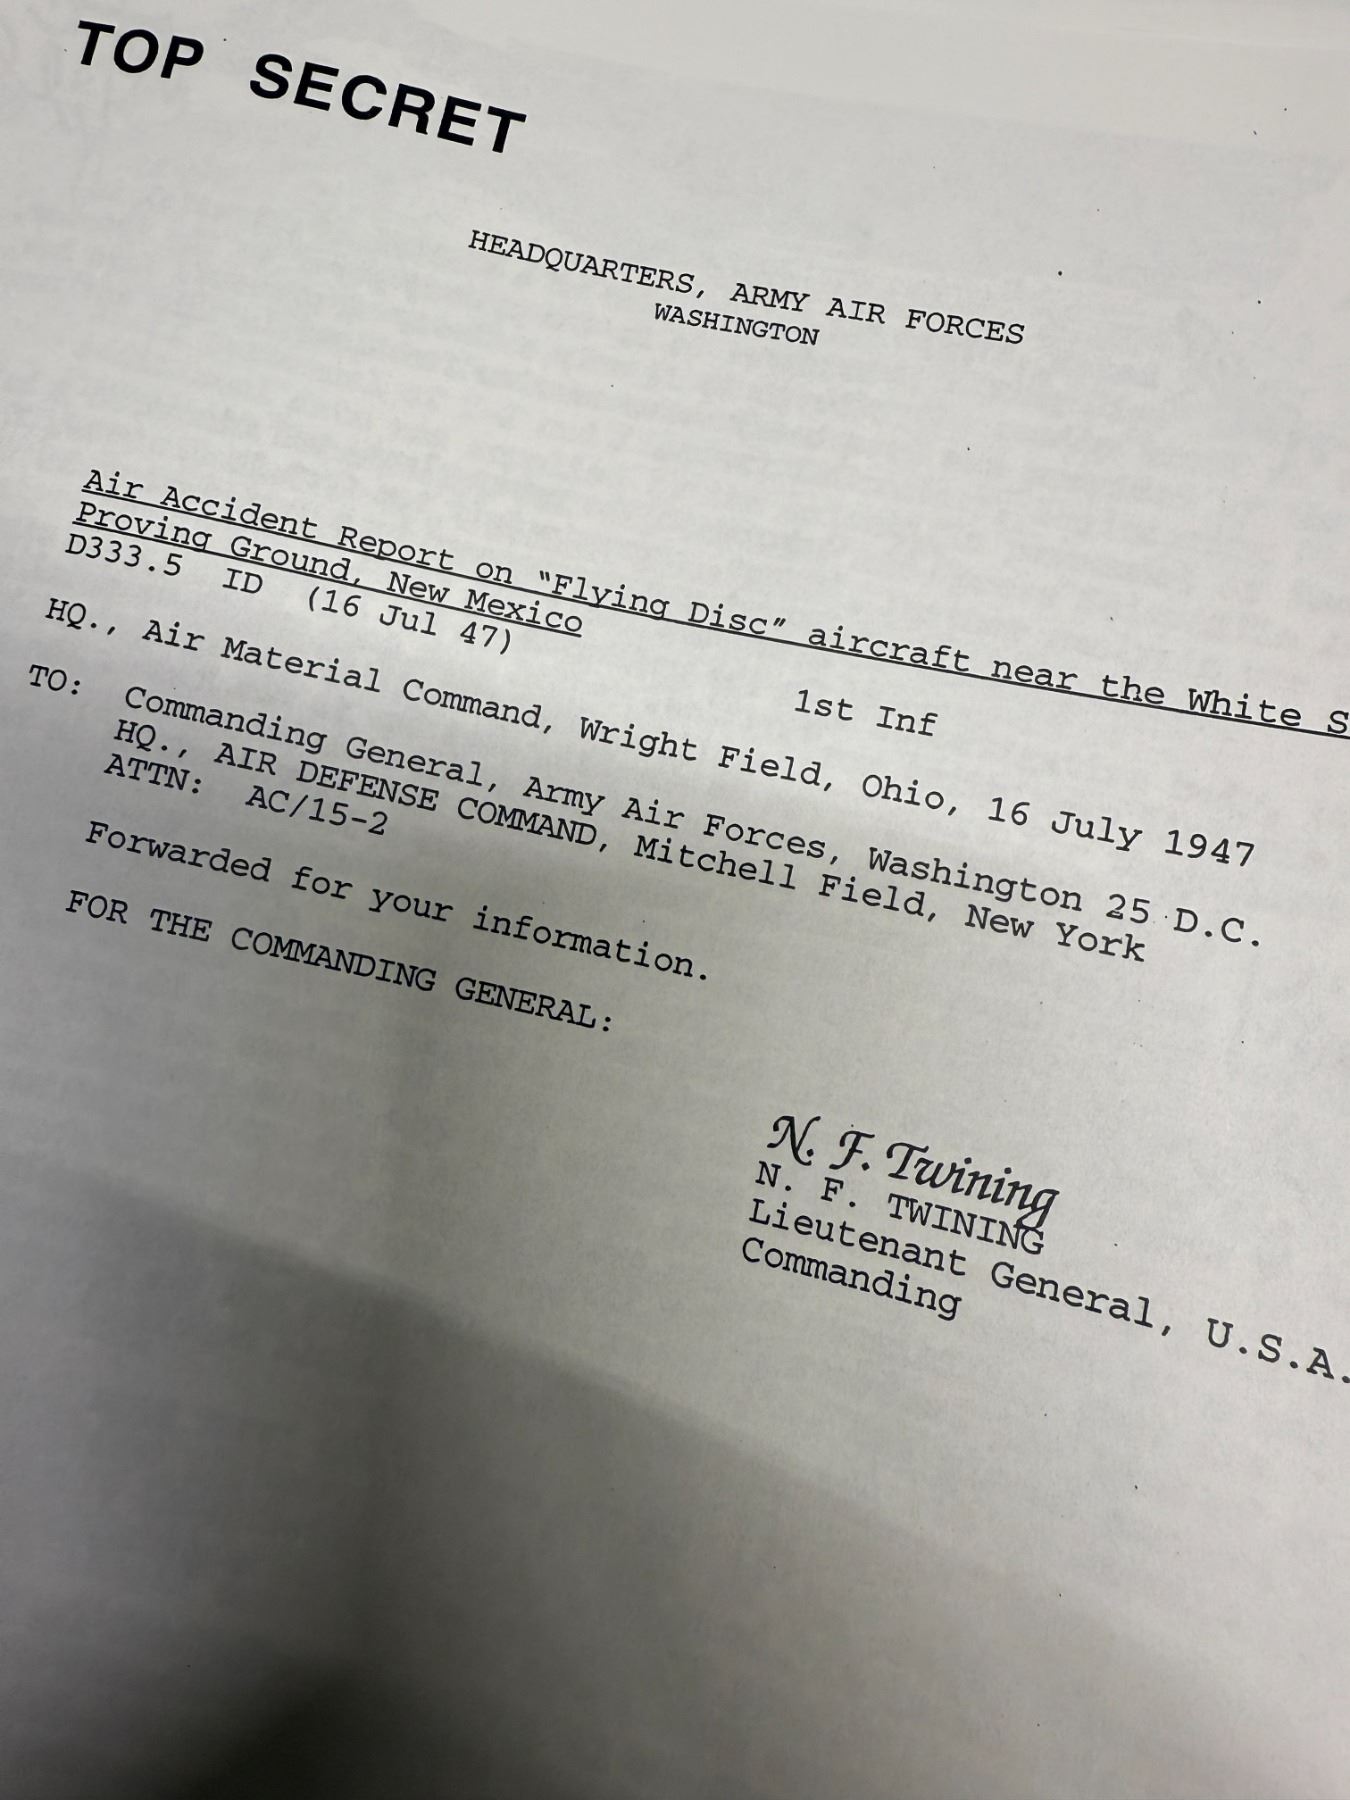 TOP SECRET
HEADQUARTERS, ARMY AIR FORCES
WASHINGTON
Air Accident Report on "Flying Disc" aircraft near the White S
Proving Ground, New Mexico
D333.5 ID (16 Jul 47)
1st Inf
HQ., Air Material Command, Wright Field, Ohio, 16 July 1947
TO: Commanding General, Army Air Forces, Washington 25 D.C.
HQ., AIR DEFENSE COMMAND, Mitchell Field, New York
ATTN: AC/15-2
Forwarded for your information.
FOR THE COMMANDING GENERAL:
N. F. Twining
N. F. TWINING
Lieutenant General, U.S.A.
Commanding